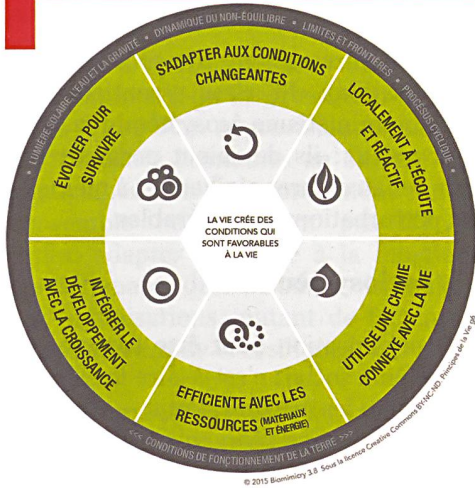 • LUMIÈRE SOLAIRE, L'EAU ET LA GRAVITÉ • DYNAMIQUE DU NON-ÉQUILIBRE • LIMITES ET FRONTIÈRES • PROCÉSUS CYCLIQUE •
S'ADAPTER AUX CONDITIONS
CHANGEANTES
LOCALEMENT À L'ÉCOUTE
ET RÉACTIF
UTILISE UNE CHIMIE
CONNEXE AVEC LA VIE
EFFICIENTE AVEC LES
RESSOURCES (MATÉRIAUX
ET ÉNERGIE)
INTÉGRER LE
DÉVELOPPEMENT
AVEC LA CROISSANCE
ÉVOLUER POUR
SURVIVRE
LA VIE CRÉE DES
CONDITIONS QUI
SONT FAVORABLES
À LA VIE
<<< CONDITIONS DE FONCTIONNEMENT DE LA TERRE >>>
© 2015 Biomimicry 3.8 Sous la licence Creative Commons BY-NC-ND. Principes de la Vie